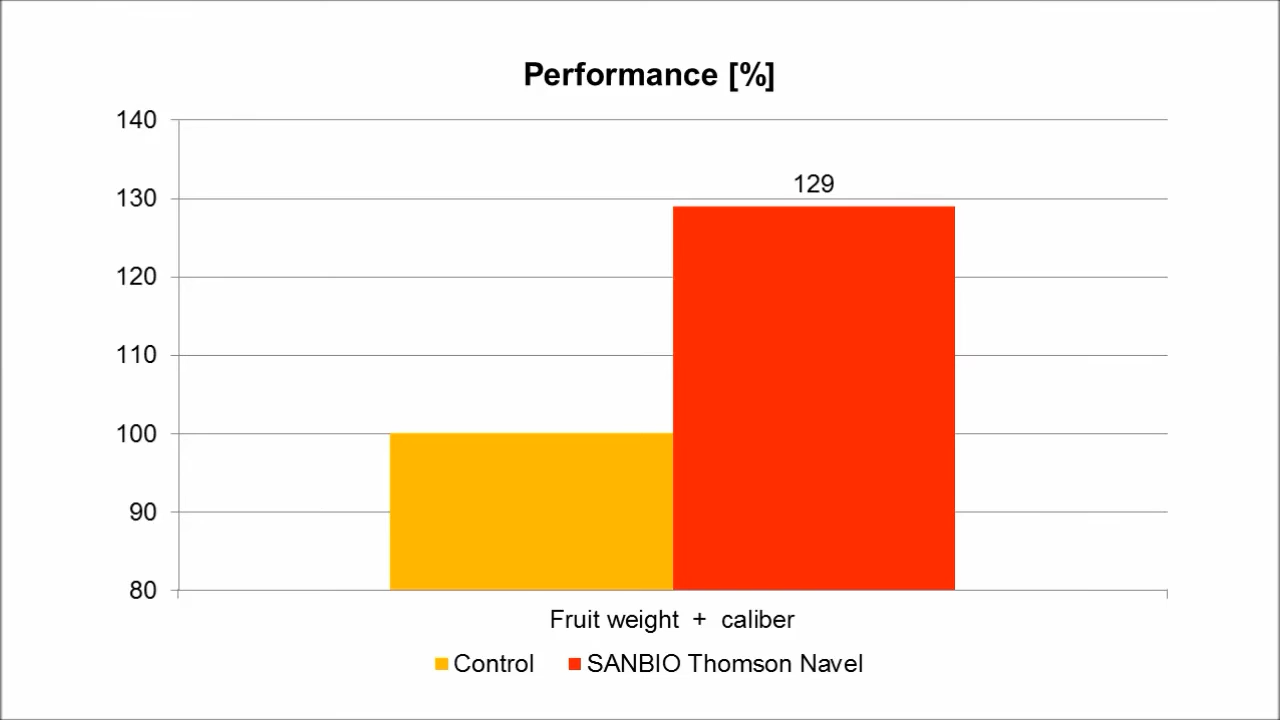 Performance [%]
140
129
130
120
110
100
90
80
Fruit weight + caliber
Control SANBIO Thomson Navel